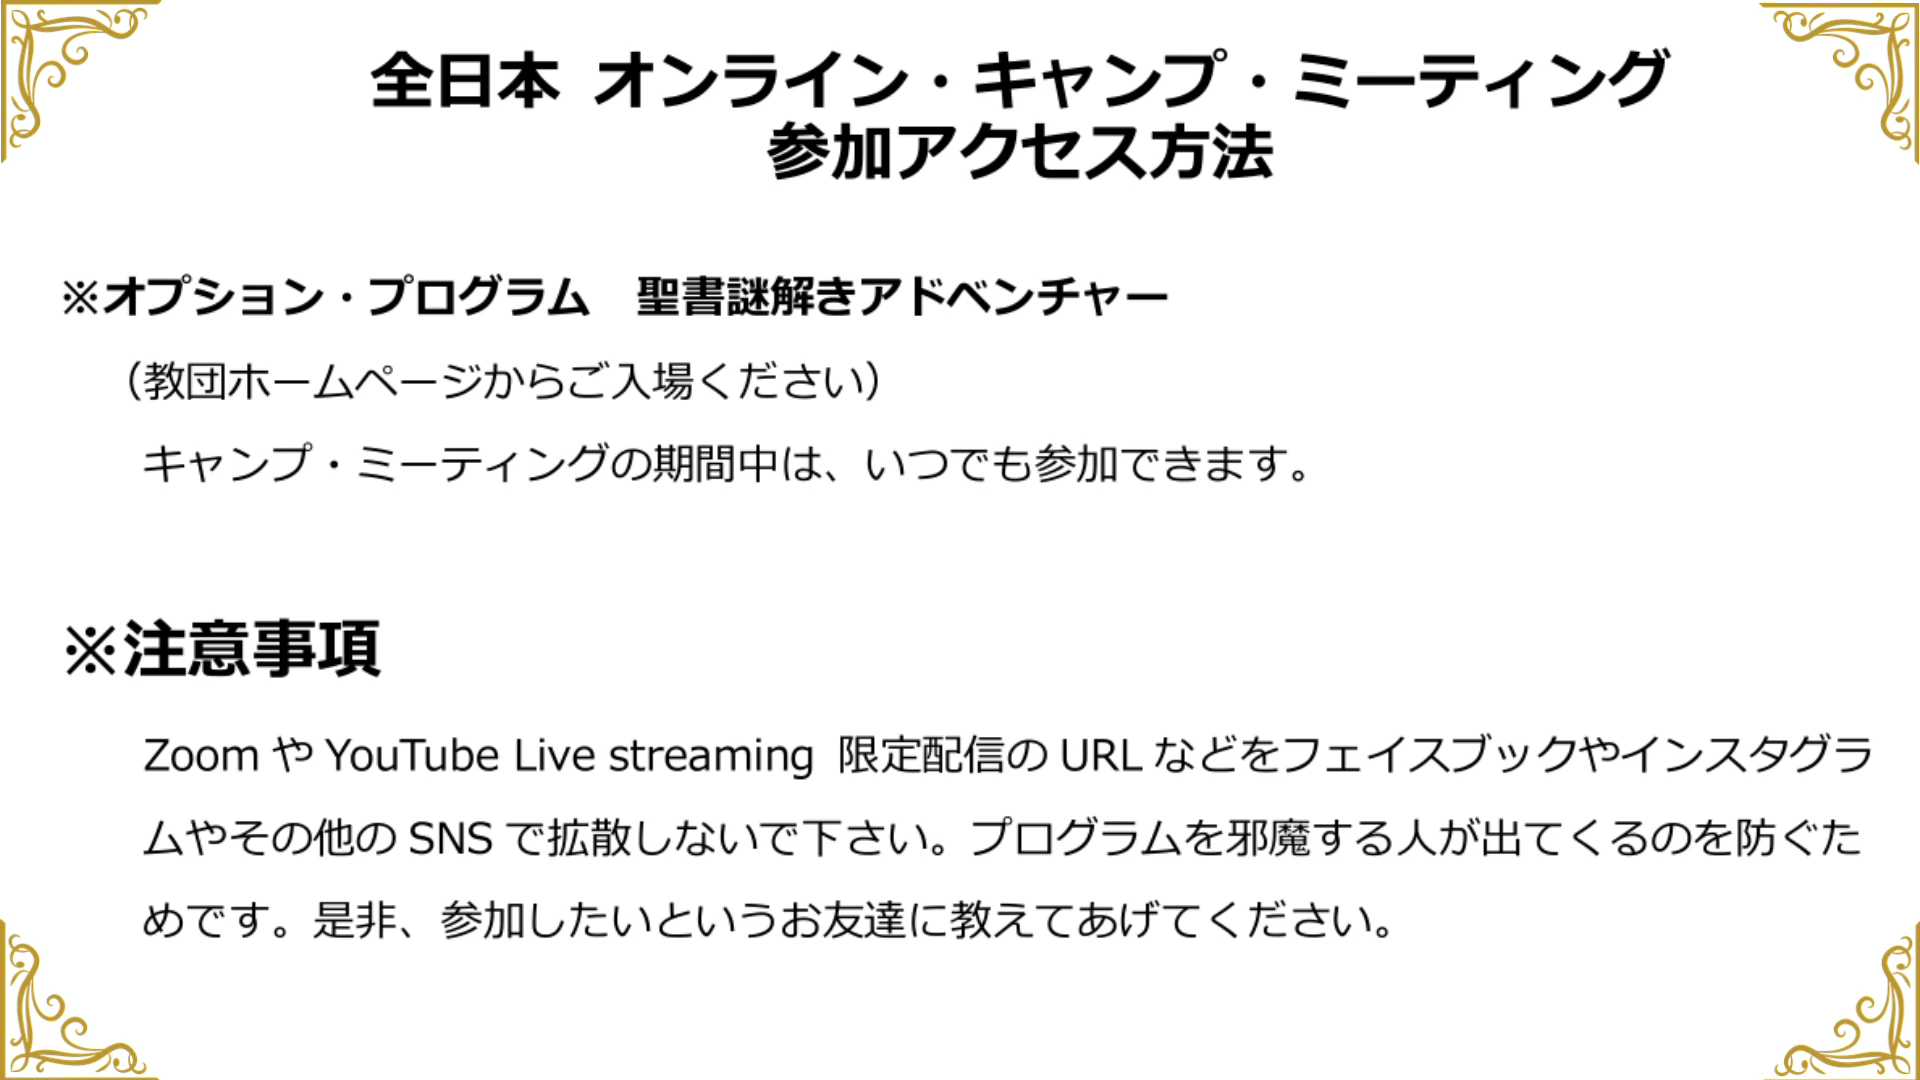 全日本 オンライン・キャンプ・ミーティング
参加アクセス方法
※オプション・プログラム　聖書謎解きアドベンチャー
（教団ホームページからご入場ください）
キャンプ・ミーティングの期間中は、いつでも参加できます。
※注意事項
Zoom や YouTube Live streaming 限定配信の URL などをフェイスブックやインスタグラ
ムやその他の SNS で拡散しないで下さい。プログラムを邪魔する人が出てくるのを防ぐた
めです。是非、参加したいというお友達に教えてあげてください。